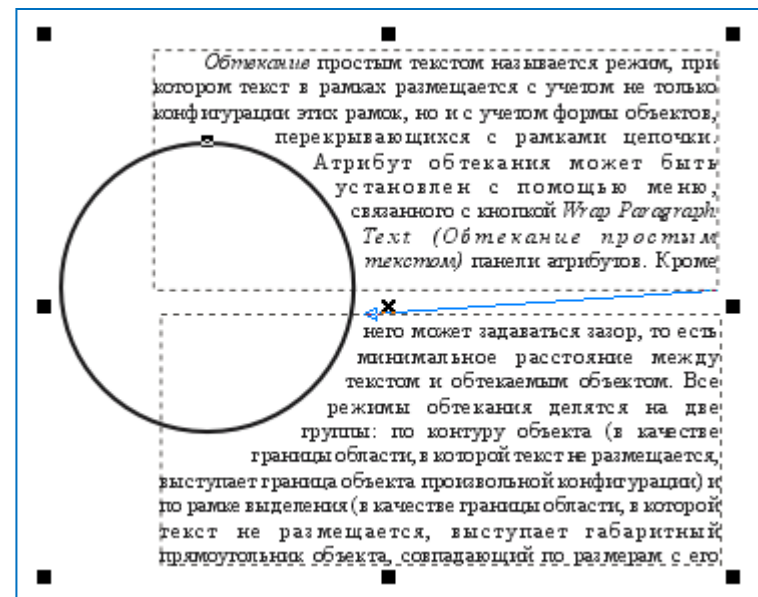 Обтекание простым текстом называется режим, при
котором текст в рамках размещается с учетом не только
конфигурации этих рамок, но и с учетом формы объектов,
перекрывающихся с рамками цепочки.
Атрибут обтекания может быть
установлен с помощью меню,
связанного с кнопкой Wrap Paragraph
Text (Обтекание простым
текстом) панели атрибутов. Кроме
него может задаваться зазор, то есть
минимальное расстояние между
текстом и обтекаемым объектом. Все
режимы обтекания делятся на две
группы: по контуру объекта (в качестве
границы области, в которой текст не размещается,
выступает граница объекта произвольной конфигурации) и
по рамке выделения (в качестве границы области, в которой
текст не размещается, выступает габаритный
прямоугольник объекта, совпадающий по размерам с его